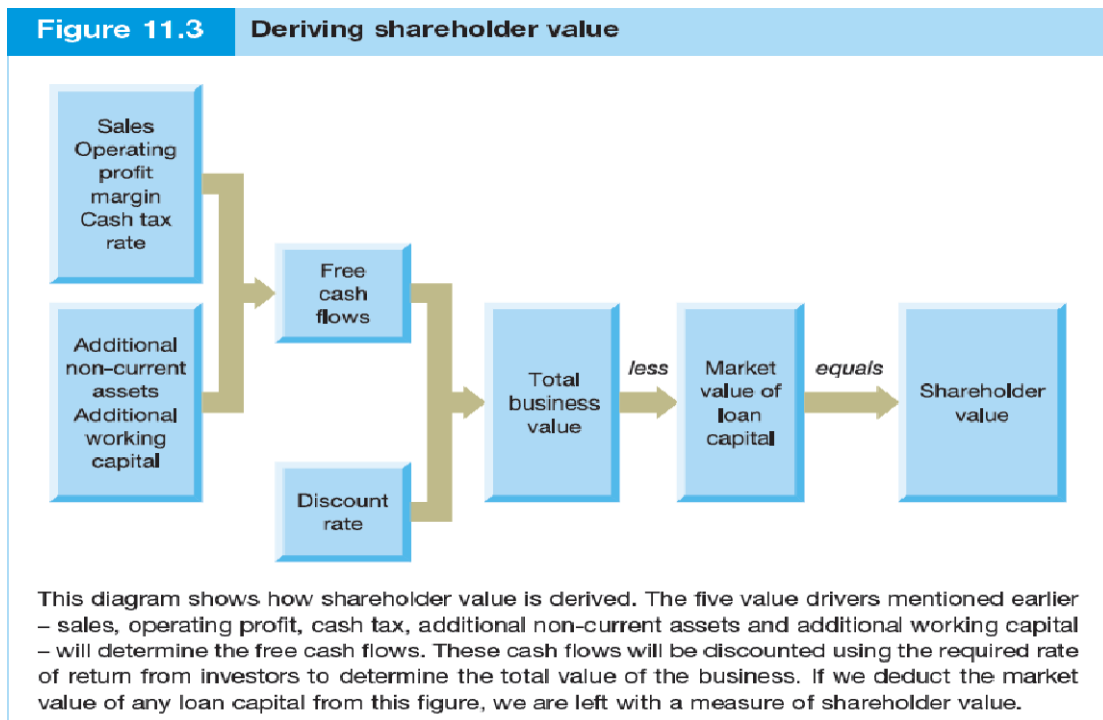 Figure 11.3
Deriving shareholder value
Sales
Operating
profit
margin
Cash tax
rate
Additional
non-current
assets
Additional
working
capital
Free
cash
flows
Discount
rate
Total
business
value
less
Market
value of
loan
capital
equals
Shareholder
value
This diagram shows how shareholder value is derived. The five value drivers mentioned earlier
– sales, operating profit, cash tax, additional non-current assets and additional working capital
– will determine the free cash flows. These cash flows will be discounted using the required rate
of return from investors to determine the total value of the business. If we deduct the market
value of any loan capital from this figure, we are left with a measure of shareholder value.